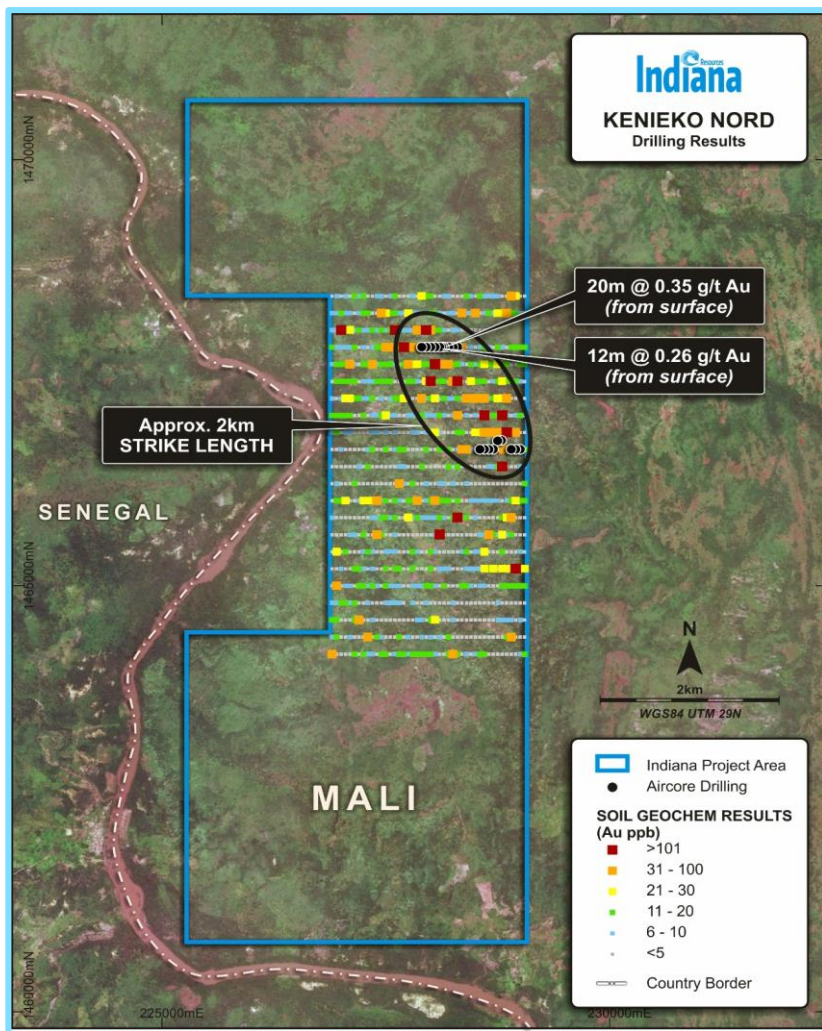 Indiana
Resources
KENIEKO NORD
Drilling Results
1470000mN
20m @ 0.35 g/t Au
(from surface)
12m @ 0.26 g/t Au
(from surface)
Approx. 2km
STRIKE LENGTH
SENEGAL
1465000mN
N
2km
WGS84 UTM 29N
MALI
Indiana Project Area
Aircore Drilling
SOIL GEOCHEM RESULTS
(Au ppb)
>101
31 - 100
21 - 30
11 - 20
6 - 10
<5
Country Border
1460000mN
225000mE
230000mE